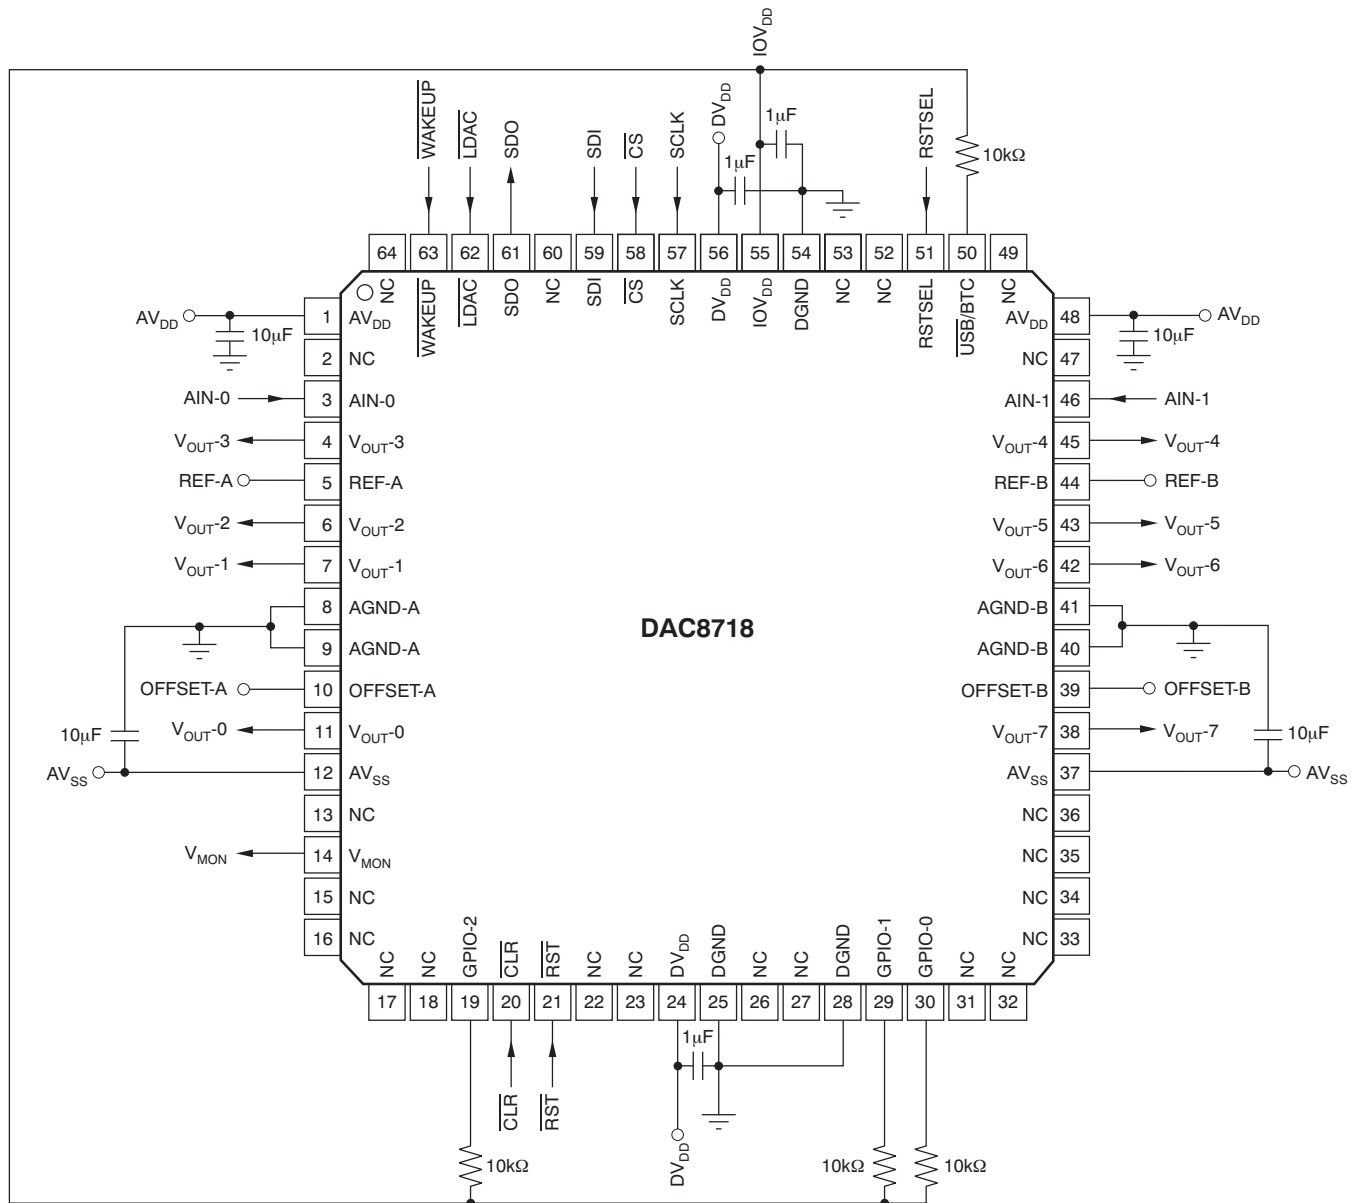 IOVDD
WAKEUP
LDAC
SDO
SDI
CS
SCLK
DVDD
1μF
1μF
RSTSEL
10kΩ
64 63 62 61 60 59 58 57 56 55 54 53 52 51 50 49
NC WAKEUP LDAC SDO NC SDI CS SCLK DVDD IOVDD DGND NC NC RSTSEL USB/BTC NC
AVDD 10μF 1 AVDD
2 NC
AIN-0 3 AIN-0
VOUT-3 4 VOUT-3
REF-A 5 REF-A
VOUT-2 6 VOUT-2
VOUT-1 7 VOUT-1
8 AGND-A
9 AGND-A
OFFSET-A 10 OFFSET-A
10μF VOUT-0 11 VOUT-0
AVSS 12 AVSS
13 NC
VMON 14 VMON
15 NC
16 NC
DAC8718
AVDD 48 10μF AVDD
NC 47
AIN-1 46 AIN-1
VOUT-4 45 VOUT-4
REF-B 44 REF-B
VOUT-5 43 VOUT-5
VOUT-6 42 VOUT-6
AGND-B 41
AGND-B 40
OFFSET-B 39 OFFSET-B
VOUT-7 38 VOUT-7 10μF
AVSS 37 AVSS
NC 36
NC 35
NC 34
NC 33
NC NC GPIO-2 CLR RST NC NC DVDD DGND NC NC DGND GPIO-1 GPIO-0 NC NC
17 18 19 20 21 22 23 24 25 26 27 28 29 30 31 32
1μF
CLR
RST
DVDD
10kΩ
10kΩ
10kΩ